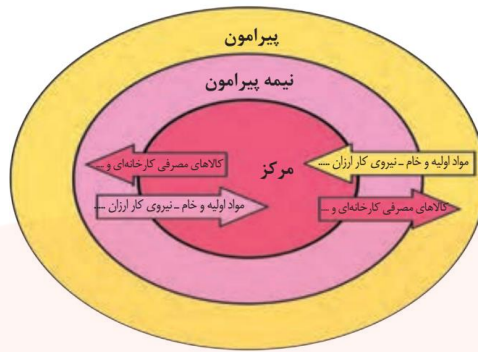 پیرامون
نیمه پیرامون
مواد اولیه و خام ـ نیروی کار ارزان .....
کالاهای مصرفی کارخانه‌ای و ...
مرکز
مواد اولیه و خام ـ نیروی کار ارزان ....
کالاهای مصرفی کارخانه‌ای و ....